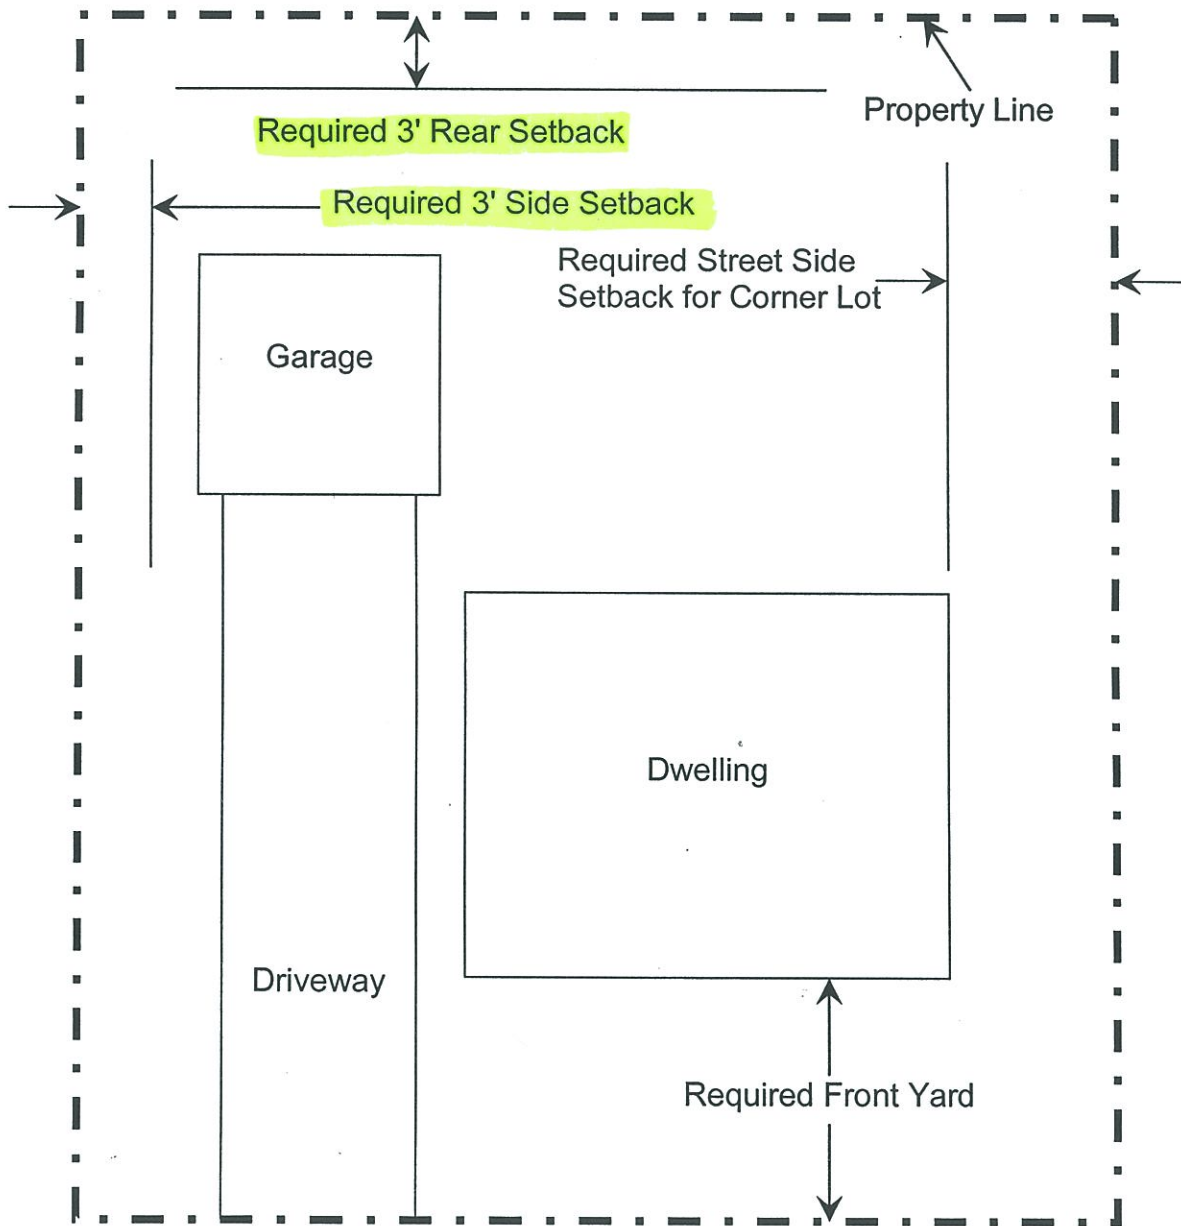 Property Line
Required 3' Rear Setback
Required 3' Side Setback
Required Street Side
Setback for Corner Lot
Garage
Dwelling
Driveway
Required Front Yard